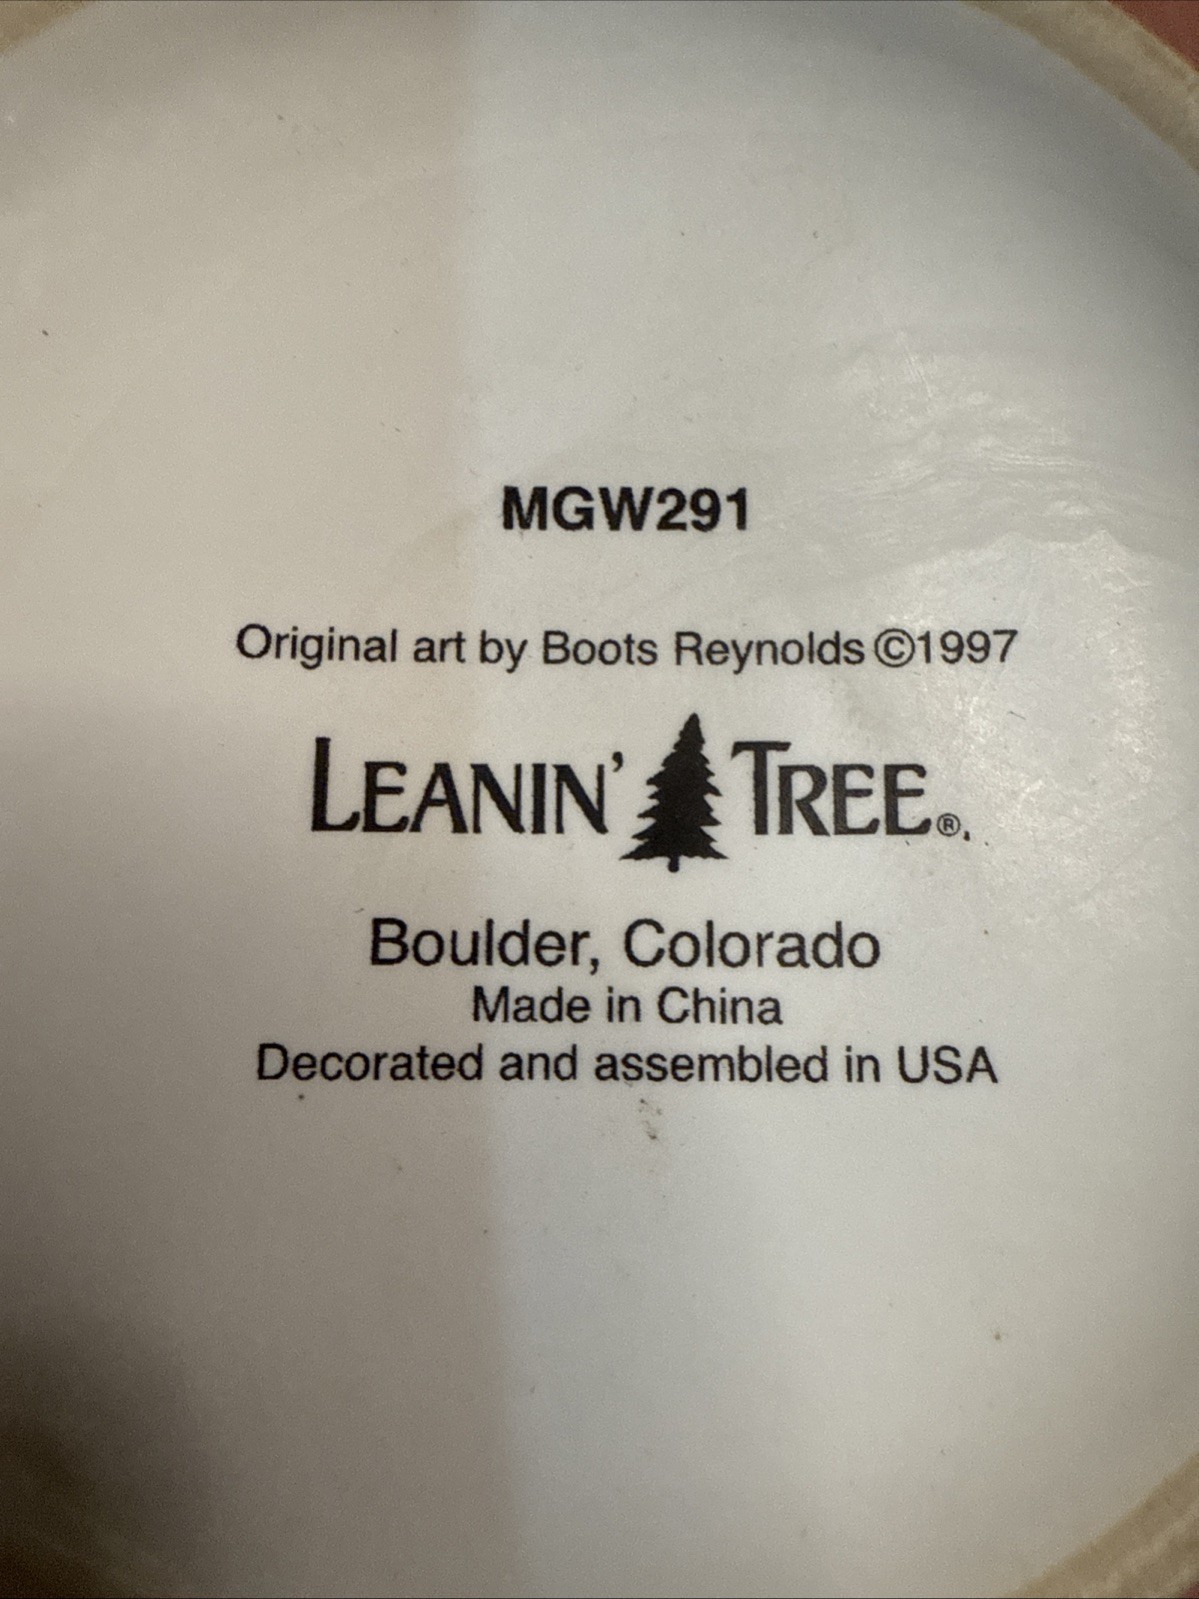 MGW291
Original art by Boots Reynolds ©1997
LEANIN' TREE®
Boulder, Colorado
Made in China
Decorated and assembled in USA